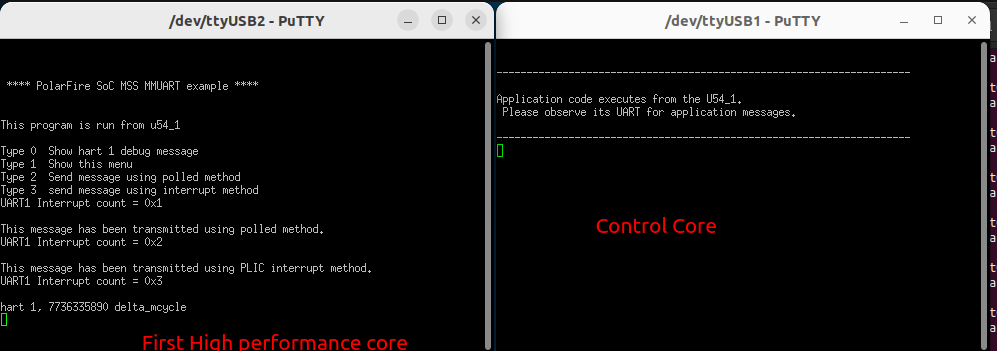 /dev/ttyUSB2 - PuTTY
**** PolarFire SoC MSS MMUART example ****
This program is run from u54_1
Type 0  Show hart 1 debug message
Type 1  Show this menu
Type 2  Send message using polled method
Type 3  send message using interrupt method
UART1 Interrupt count = 0x1
This message has been transmitted using polled method.
UART1 Interrupt count = 0x2
This message has been transmitted using PLIC interrupt method.
UART1 Interrupt count = 0x3
hart 1, 7736335890 delta_mcycle
First High performance core
/dev/ttyUSB1 - PuTTY
Application code executes from the U54_1.
Please observe its UART for application messages.
Control Core